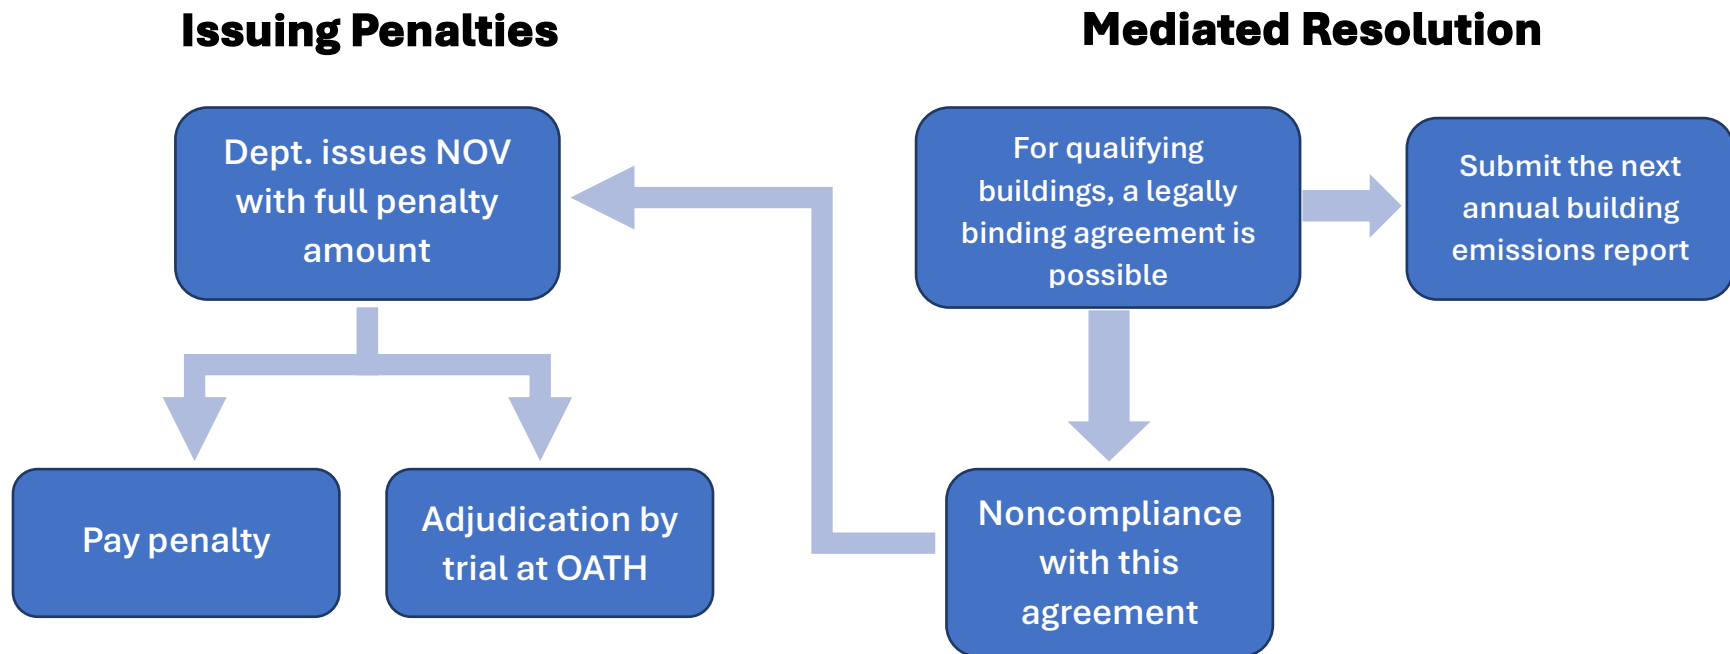 Issuing Penalties
Mediated Resolution
Dept. issues NOV
with full penalty
amount
For qualifying
buildings, a legally
binding agreement is
possible
Submit the next
annual building
emissions report
Pay penalty
Adjudication by
trial at OATH
Noncompliance
with this
agreement